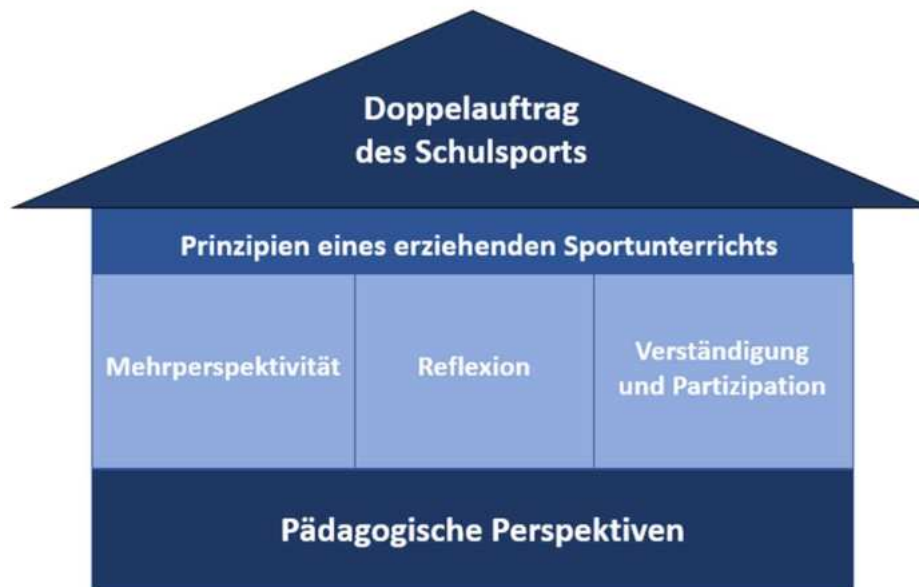 Doppelauftrag
des Schulsports
Prinzipien eines erziehenden Sportunterrichts
Mehrperspektivität
Reflexion
Verständigung
und Partizipation
Pädagogische Perspektiven